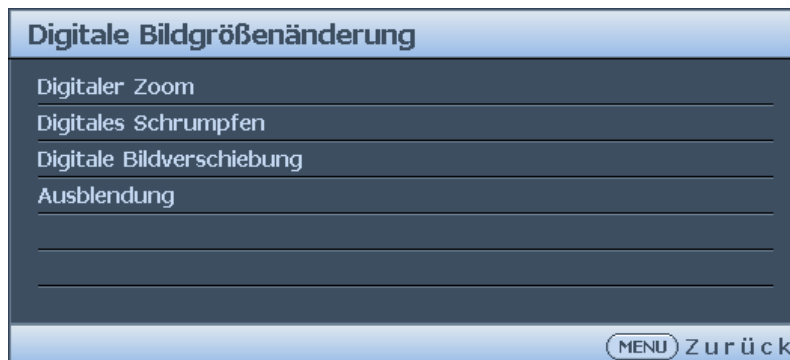 Digitale Bildgrößenänderung
Digitaler Zoom
Digitales Schrumpfen
Digitale Bildverschiebung
Ausblendung
MENU Zurück